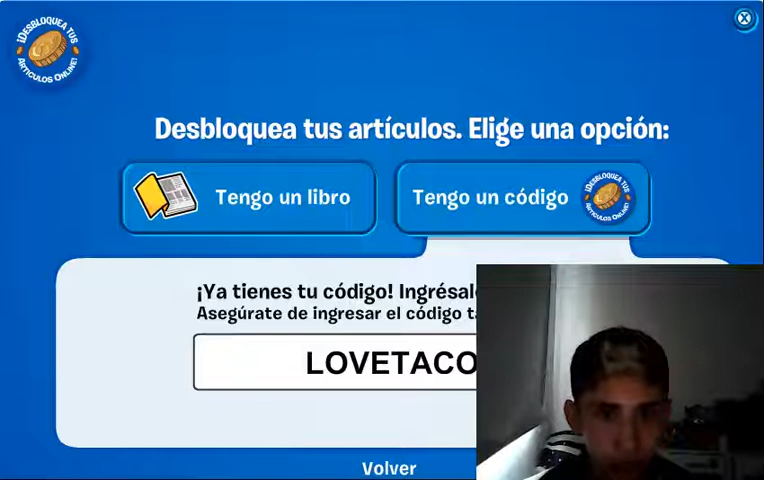 ¡DESBLOQUEA TUS
ARTÍCULOS ONLINE!
Desbloquea tus artículos. Elige una opción:
Tengo un libro
Tengo un código
¡DESBLOQUEA TUS
ARTÍCULOS ONLINE!
¡Ya tienes tu código!
Asegúrate de ingresar el código
LOVETACO
Volver